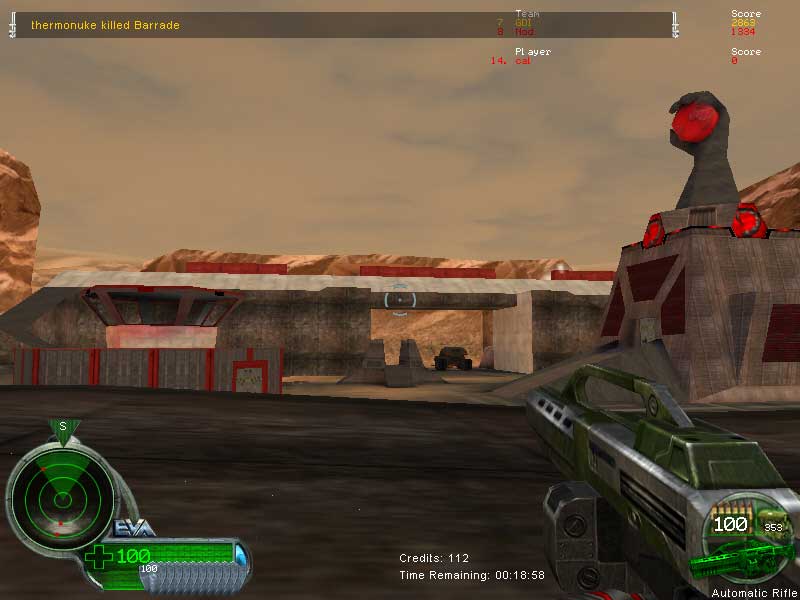 thermonuke killed Barrade
Team Score
7 GDI 2863
8 Nod 1334
Player Score
14. cal 0
S
EVA
100
100
Credits: 112
Time Remaining: 00:18:58
100 353
Automatic Rifle